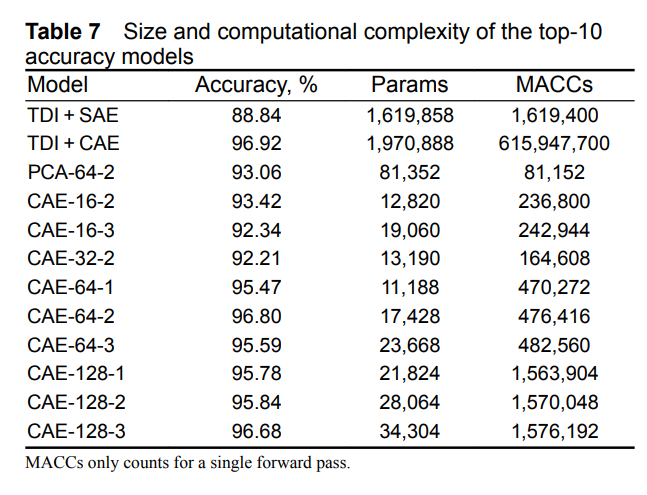 Table 7 Size and computational complexity of the top-10
accuracy models
Model Accuracy, % Params MACCs
TDI + SAE 88.84 1,619,858 1,619,400
TDI + CAE 96.92 1,970,888 615,947,700
PCA-64-2 93.06 81,352 81,152
CAE-16-2 93.42 12,820 236,800
CAE-16-3 92.34 19,060 242,944
CAE-32-2 92.21 13,190 164,608
CAE-64-1 95.47 11,188 470,272
CAE-64-2 96.80 17,428 476,416
CAE-64-3 95.59 23,668 482,560
CAE-128-1 95.78 21,824 1,563,904
CAE-128-2 95.84 28,064 1,570,048
CAE-128-3 96.68 34,304 1,576,192
MACCs only counts for a single forward pass.